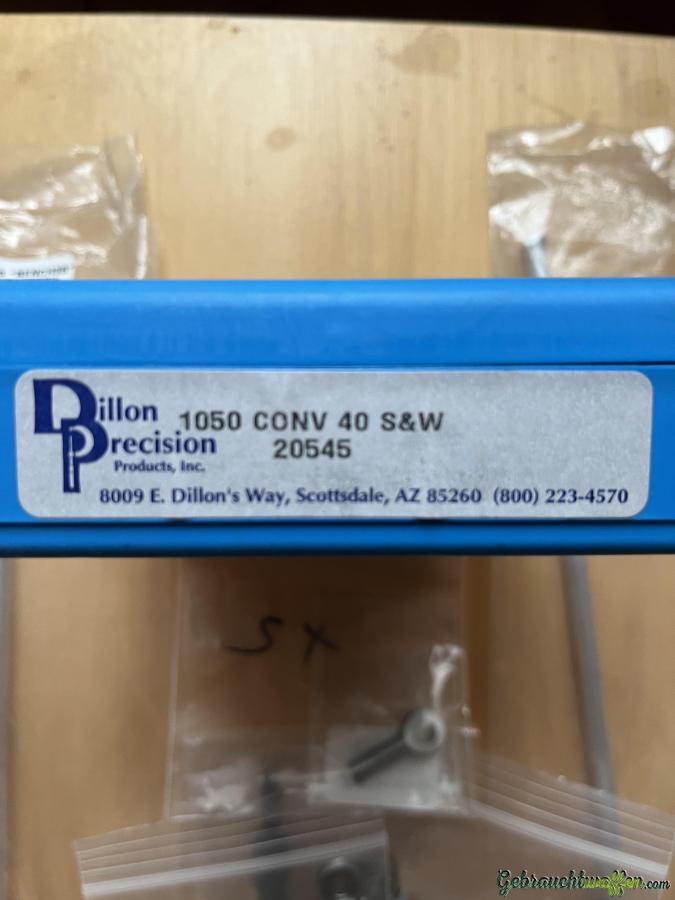 Dillon
Precision
Products, Inc.
1050 CONV 40 S&W
20545
8009 E. Dillon's Way, Scottsdale, AZ 85260 (800) 223-4570
Gebrauchtwaffen.com